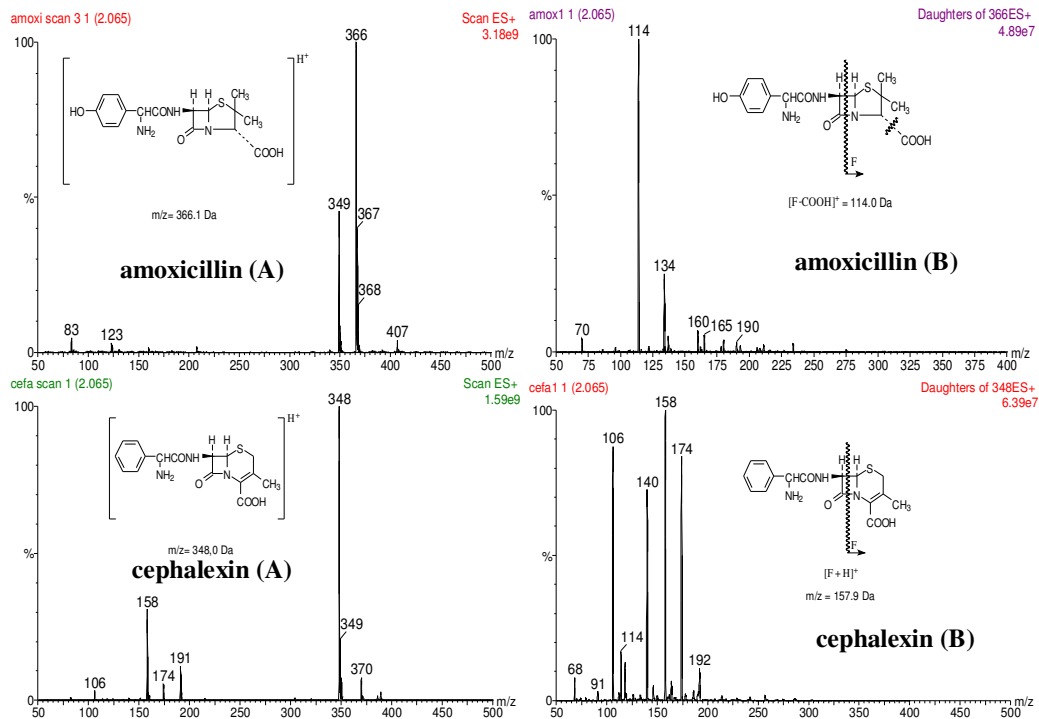 amoxi scan 3 1 (2.065)
Scan ES+
3.18e9
100
%
0
366
349
367
368
407
83
123
H+
H H
S
CH3
CH3
HO
CHCONH
NH2
O
N
COOH
m/z= 366.1 Da
amoxicillin (A)
50 100 150 200 250 300 350 400 450 500
m/z
amox1 1 (2.065)
Daughters of 366ES+
4.89e7
100
%
0
114
134
160
165
190
70
H H
S
CH3
CH3
HO
CHCONH
NH2
O
N
COOH
F
[F-COOH]+ = 114.0 Da
amoxicillin (B)
50 75 100 125 150 175 200 225 250 275 300 325 350 375 400
m/z
cefa scan 1 (2.065)
Scan ES+
1.59e9
100
%
0
348
349
370
158
174
191
106
H+
H H
S
CHCONH
NH2
O
N
CH3
COOH
m/z= 348,0 Da
cephalexin (A)
50 100 150 200 250 300 350 400 450 500
m/z
cefa1 1 (2.065)
Daughters of 348ES+
6.39e7
100
%
0
158
106
174
140
114
192
68
91
H H
S
CHCONH
NH2
O
N
CH3
COOH
F
[F+H]+
m/z = 157.9 Da
cephalexin (B)
50 100 150 200 250 300 350 400 450 500
m/z